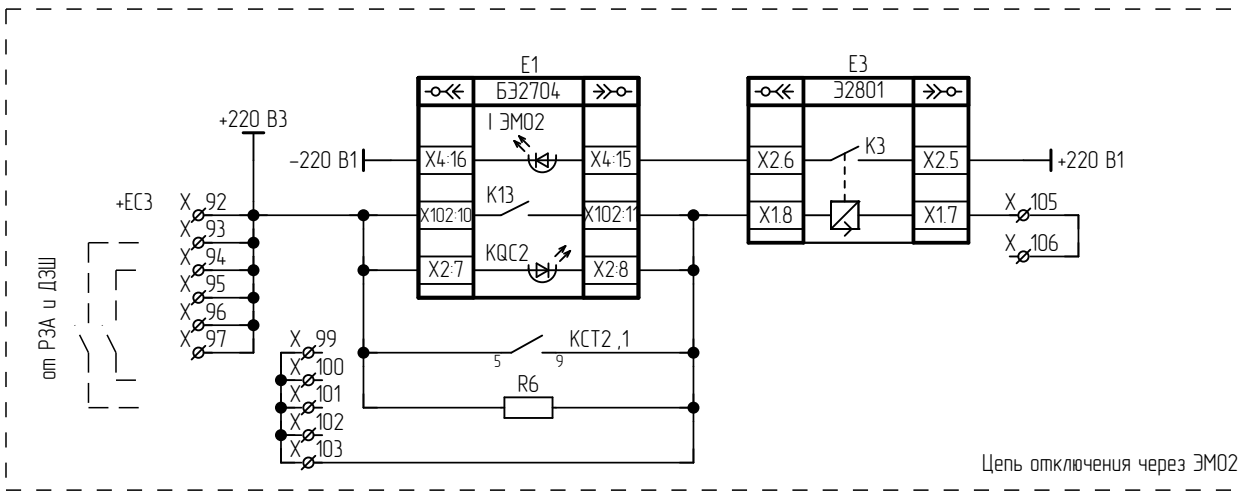 E1
E3
БЭ2704
Э2801
+220 В3
I ЭМО2
K3
-220 В1
X4:16
X4:15
X2.6
X2.5
+220 В1
+EC3
X 92
K13
X102:10
X102:11
X1.8
X1.7
X 105
X 93
X 106
X 94
KQC2
X2:7
X2:8
X 95
X 96
X 97
от РЗА и ДЗШ
X 99
KCT2 ,1
5
9
X 100
R6
X 101
X 102
X 103
Цепь отключения через ЭМО2